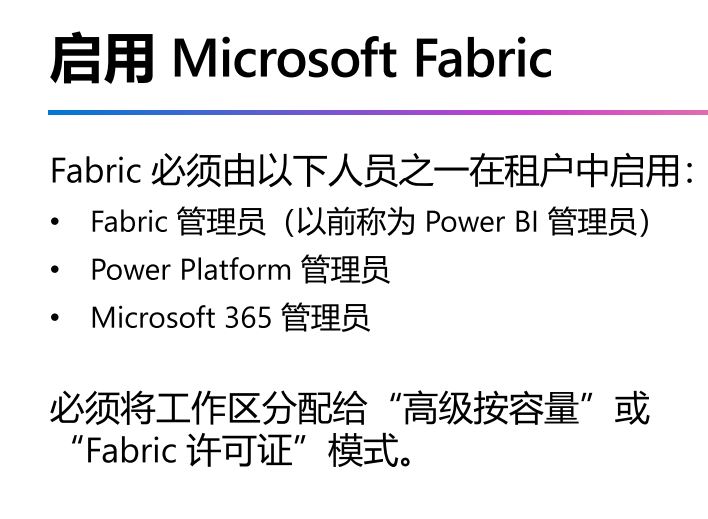 启用 Microsoft Fabric
Fabric 必须由以下人员之一在租户中启用：
• Fabric 管理员（以前称为 Power BI 管理员）
• Power Platform 管理员
• Microsoft 365 管理员
必须将工作区分配给“高级按容量”或
“Fabric 许可证”模式。